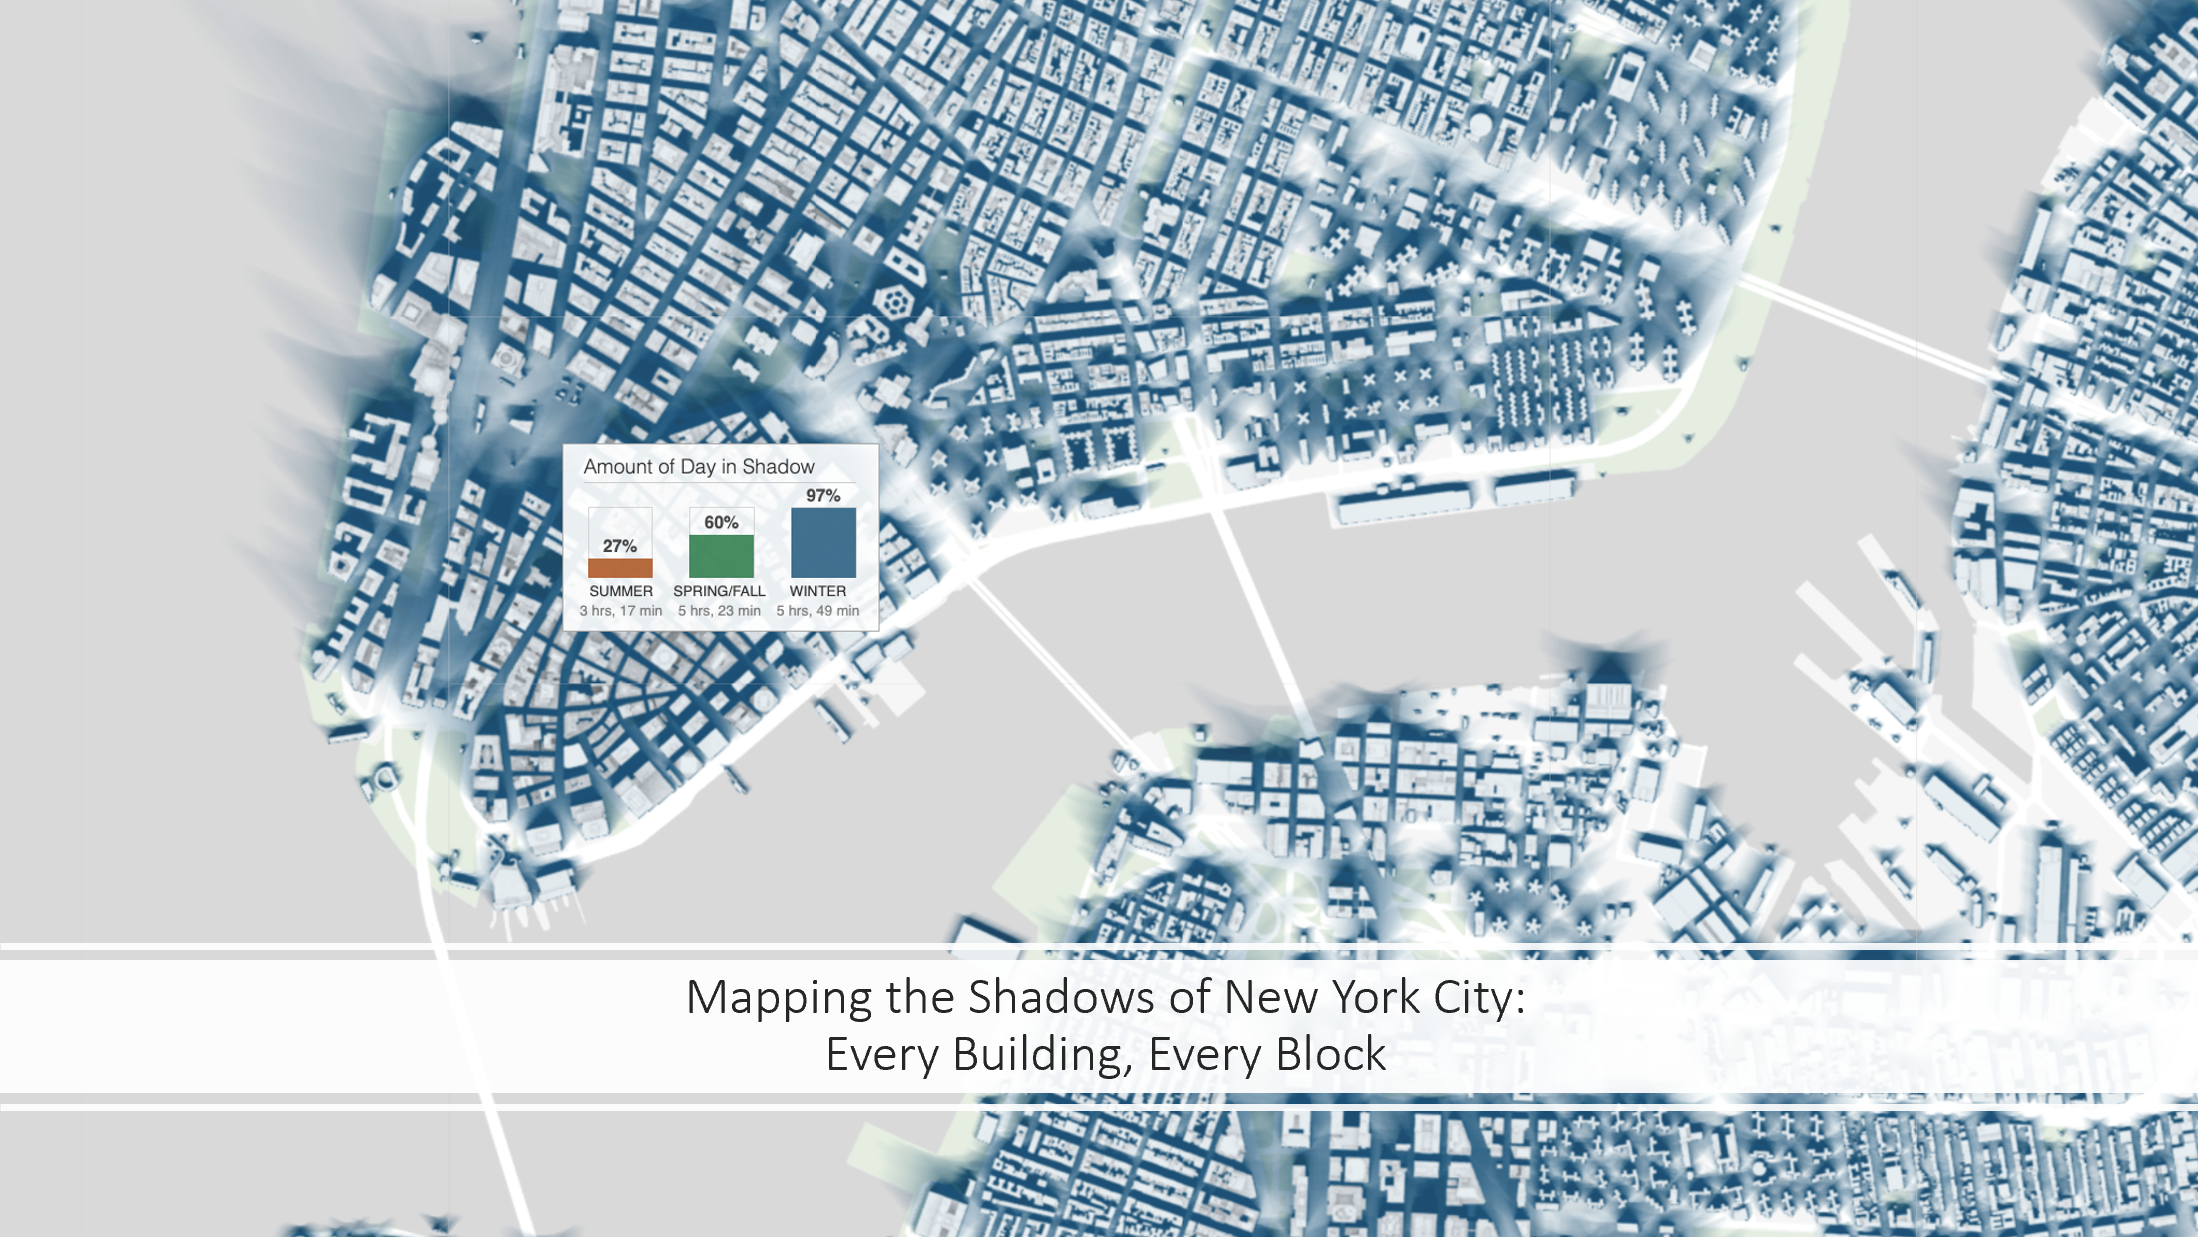 Amount of Day in Shadow
97%
60%
27%
SUMMER SPRING/FALL WINTER
3 hrs, 17 min 5 hrs, 23 min 5 hrs, 49 min
Mapping the Shadows of New York City:
Every Building, Every Block